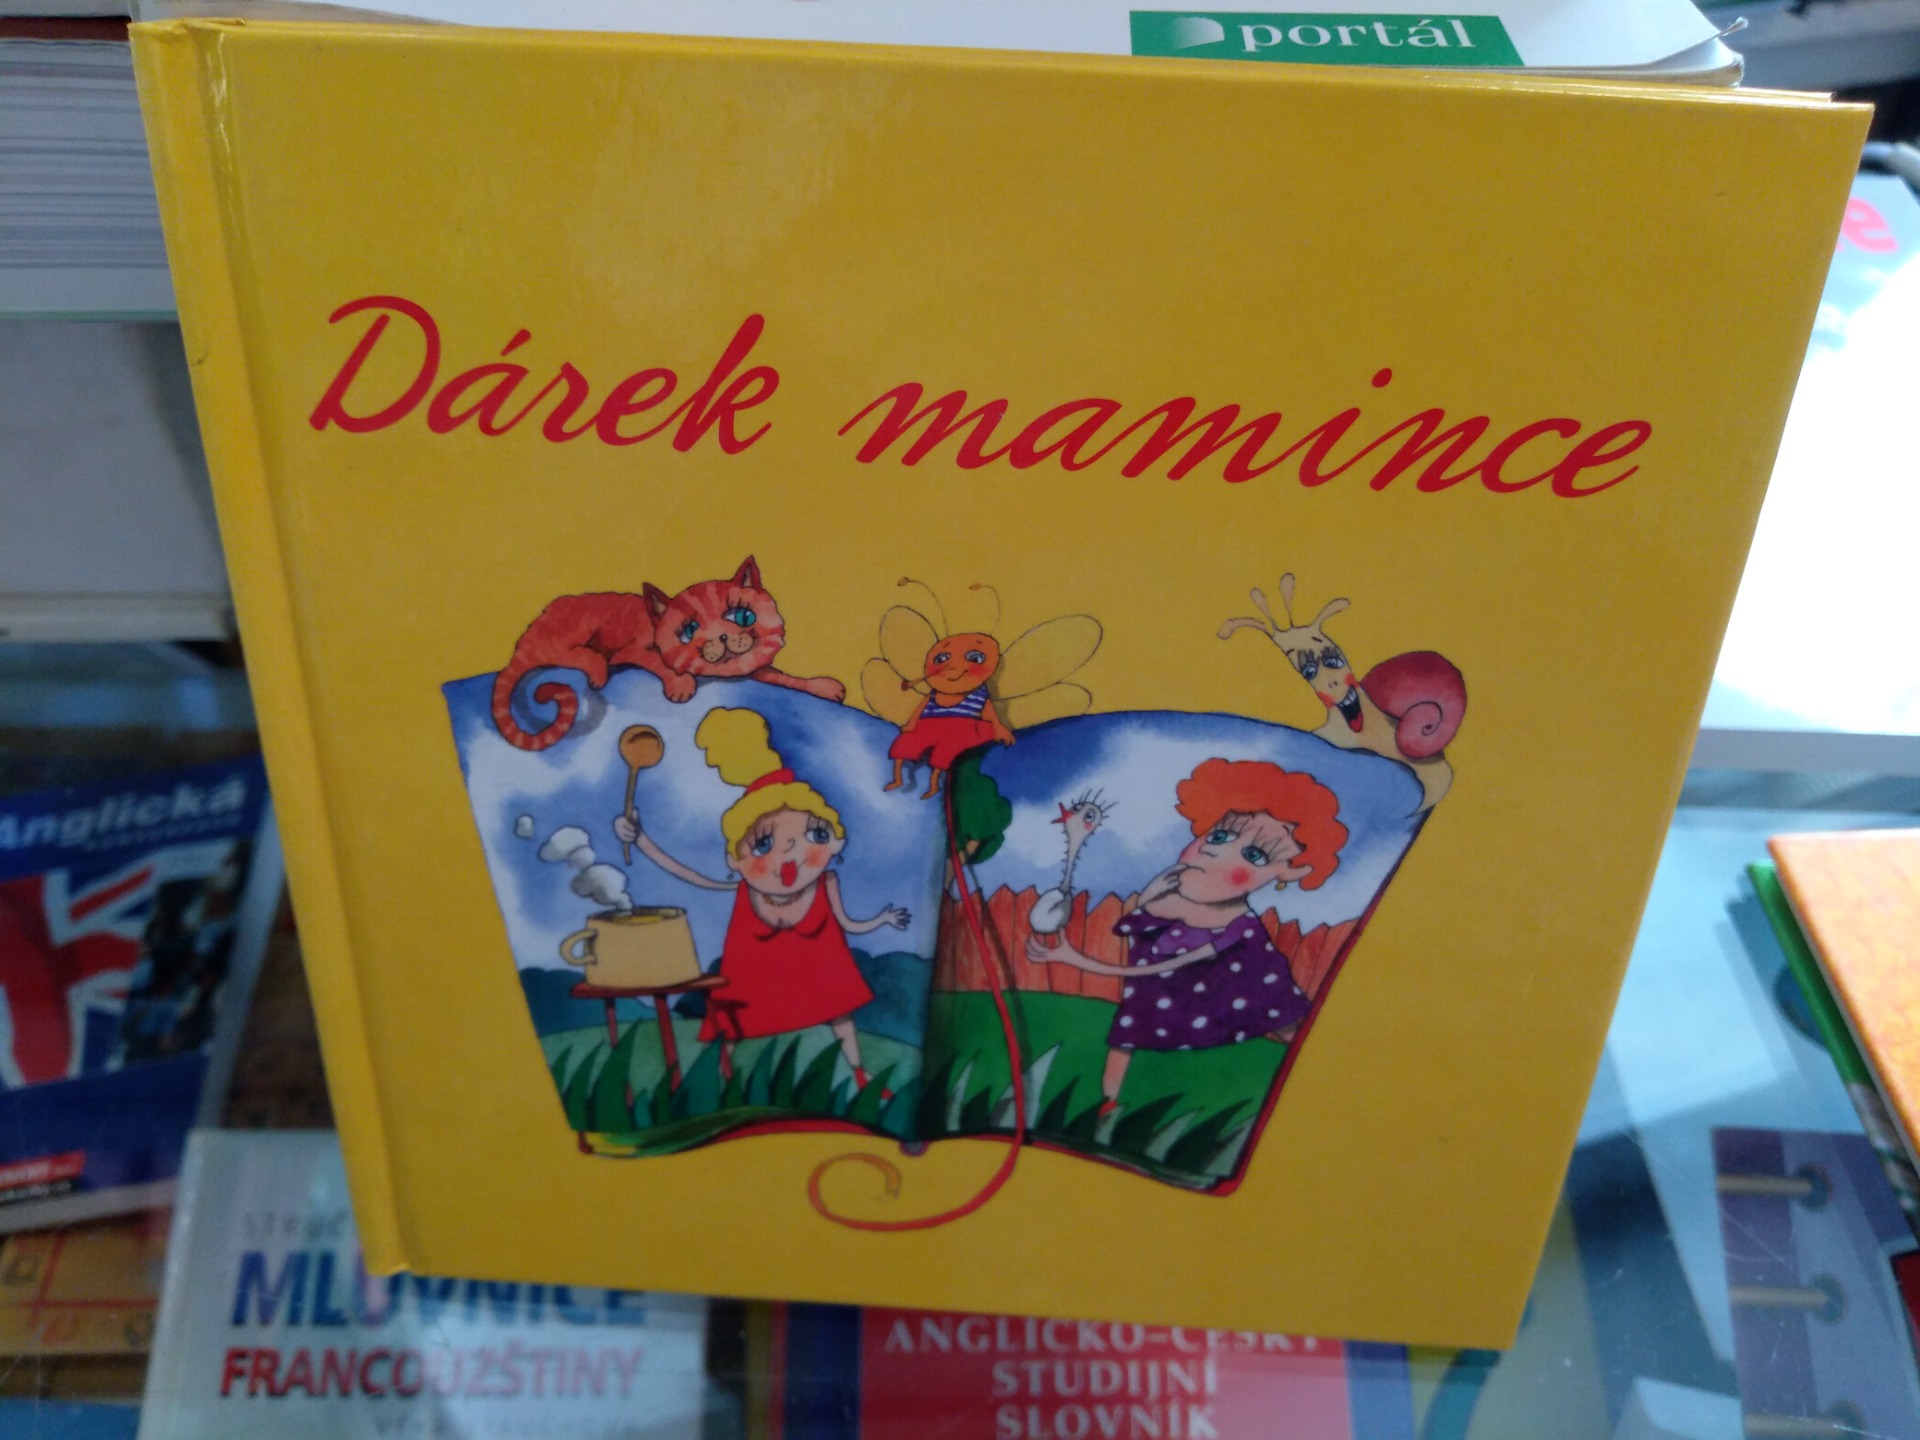 portál
Dárek mamince
Anglická
MLUVNICE
FRANCOUZŠTINY
ANGLICKO-ČESKÝ
STUDIJNÍ
SLOVNÍK